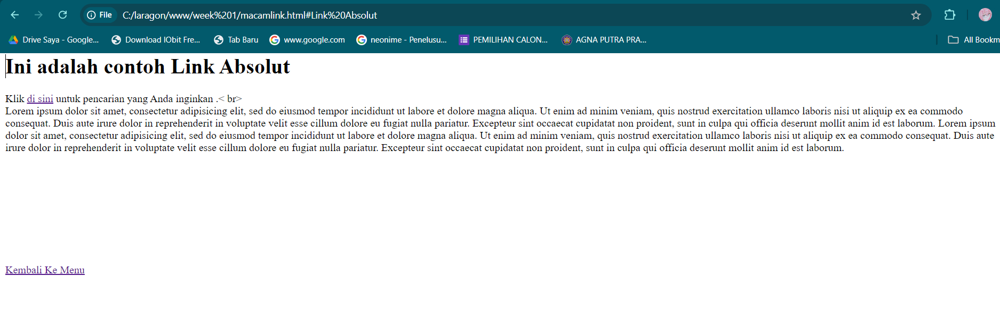 File C:/laragon/www/week%201/macamlink.html#Link%20Absolut
Drive Saya - Google... Download IObit Fre... Tab Baru www.google.com neonime - Penelusu... PEMILIHAN CALON... AGNA PUTRA PRA... All Bookm
Ini adalah contoh Link Absolut
Klik di sini untuk pencarian yang Anda inginkan .< br>
Lorem ipsum dolor sit amet, consectetur adipisicing elit, sed do eiusmod tempor incididunt ut labore et dolore magna aliqua. Ut enim ad minim veniam, quis nostrud exercitation ullamco laboris nisi ut aliquip ex ea commodo
consequat. Duis aute irure dolor in reprehenderit in voluptate velit esse cillum dolore eu fugiat nulla pariatur. Excepteur sint occaecat cupidatat non proident, sunt in culpa qui officia deserunt mollit anim id est laborum. Lorem ipsum
dolor sit amet, consectetur adipisicing elit, sed do eiusmod tempor incididunt ut labore et dolore magna aliqua. Ut enim ad minim veniam, quis nostrud exercitation ullamco laboris nisi ut aliquip ex ea commodo consequat. Duis aute
irure dolor in reprehenderit in voluptate velit esse cillum dolore eu fugiat nulla pariatur. Excepteur sint occaecat cupidatat non proident, sunt in culpa qui officia deserunt mollit anim id est laborum.
Kembali Ke Menu